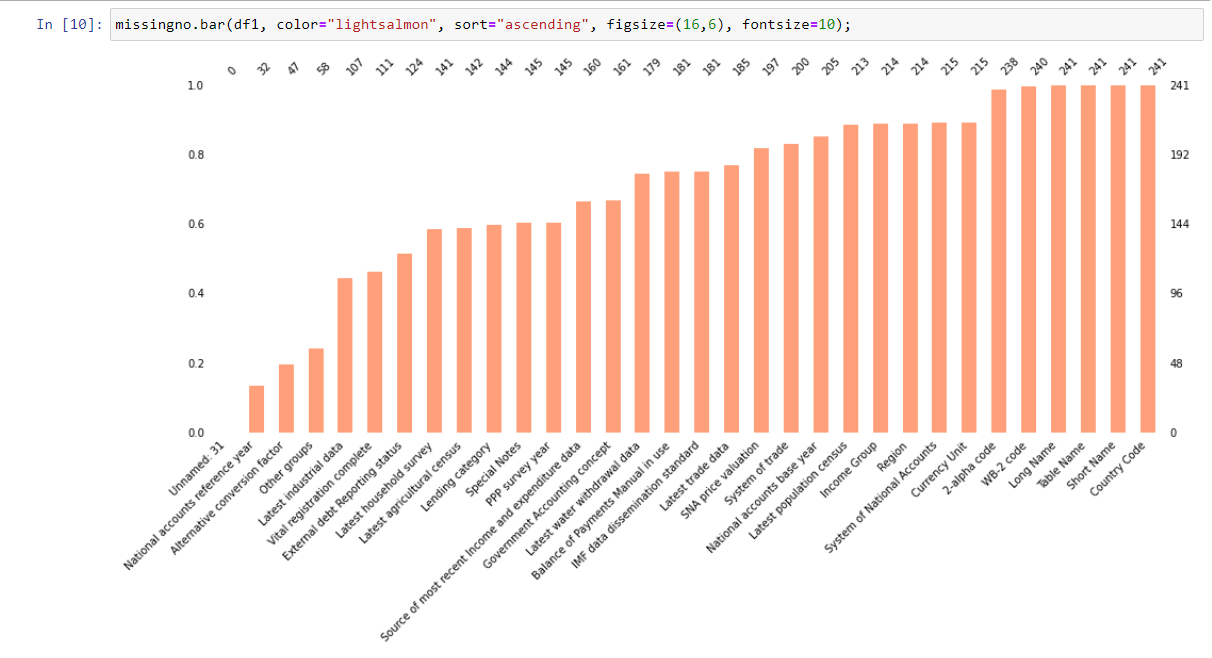 In [10]: missingno.bar(df1, color="lightsalmon", sort="ascending", figsize=(16,6), fontsize=10);
0 32 47 58 107 111 124 141 142 144 145 145 160 161 179 181 181 185 197 200 205 213 214 214 215 215 238 240 241 241 241 241
1.0 241
0.8 192
0.6 144
0.4 96
0.2 48
0.0 0
Unnamed: 31
National accounts reference year
Alternative conversion factor
Other groups
Latest industrial data
Vital registration complete
External debt Reporting status
Latest household survey
Latest agricultural census
Lending category
Special Notes
PPP survey year
Source of most recent Income and expenditure data
Government Accounting concept
Latest water withdrawal data
Balance of Payments Manual in use
IMF data dissemination standard
Latest trade data
SNA price valuation
System of trade
National accounts base year
Latest population census
Income Group
Region
System of National Accounts
Currency Unit
2-alpha code
WB-2 code
Long Name
Table Name
Short Name
Country Code